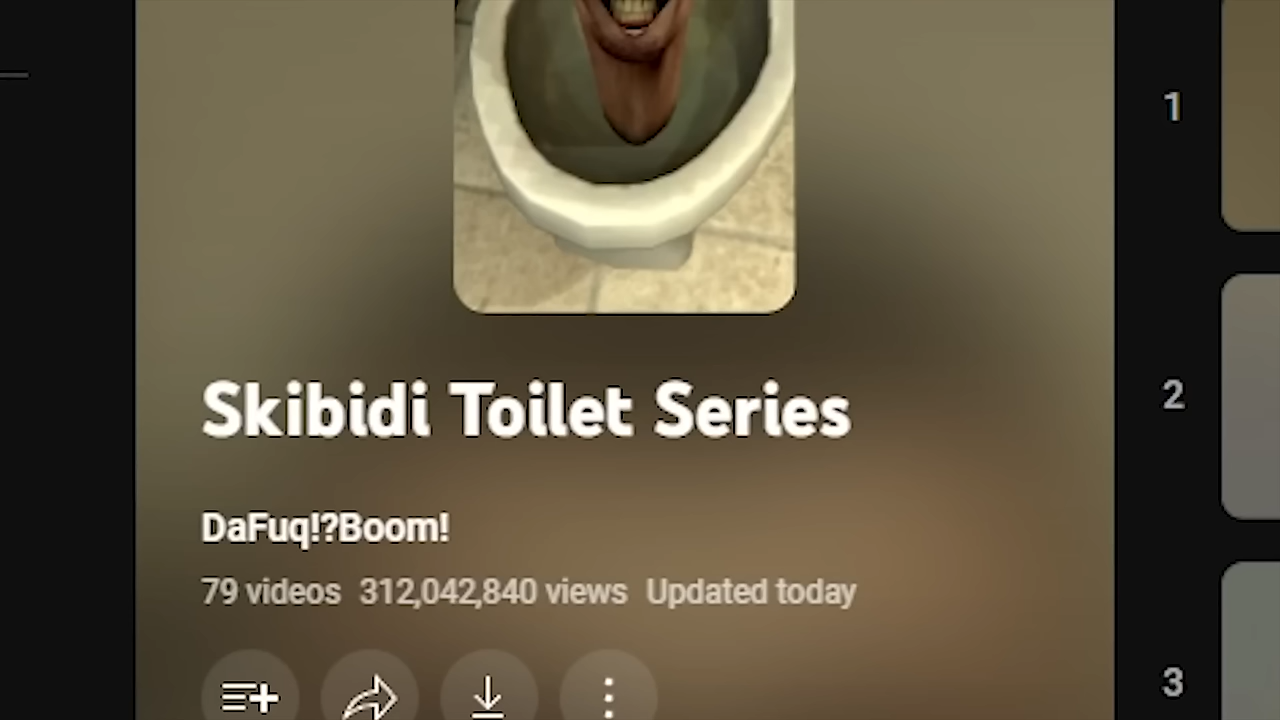 Skibidi Toilet Series
DaFuq!?Boom!
79 videos 312,042,840 views Updated today
1
2
3